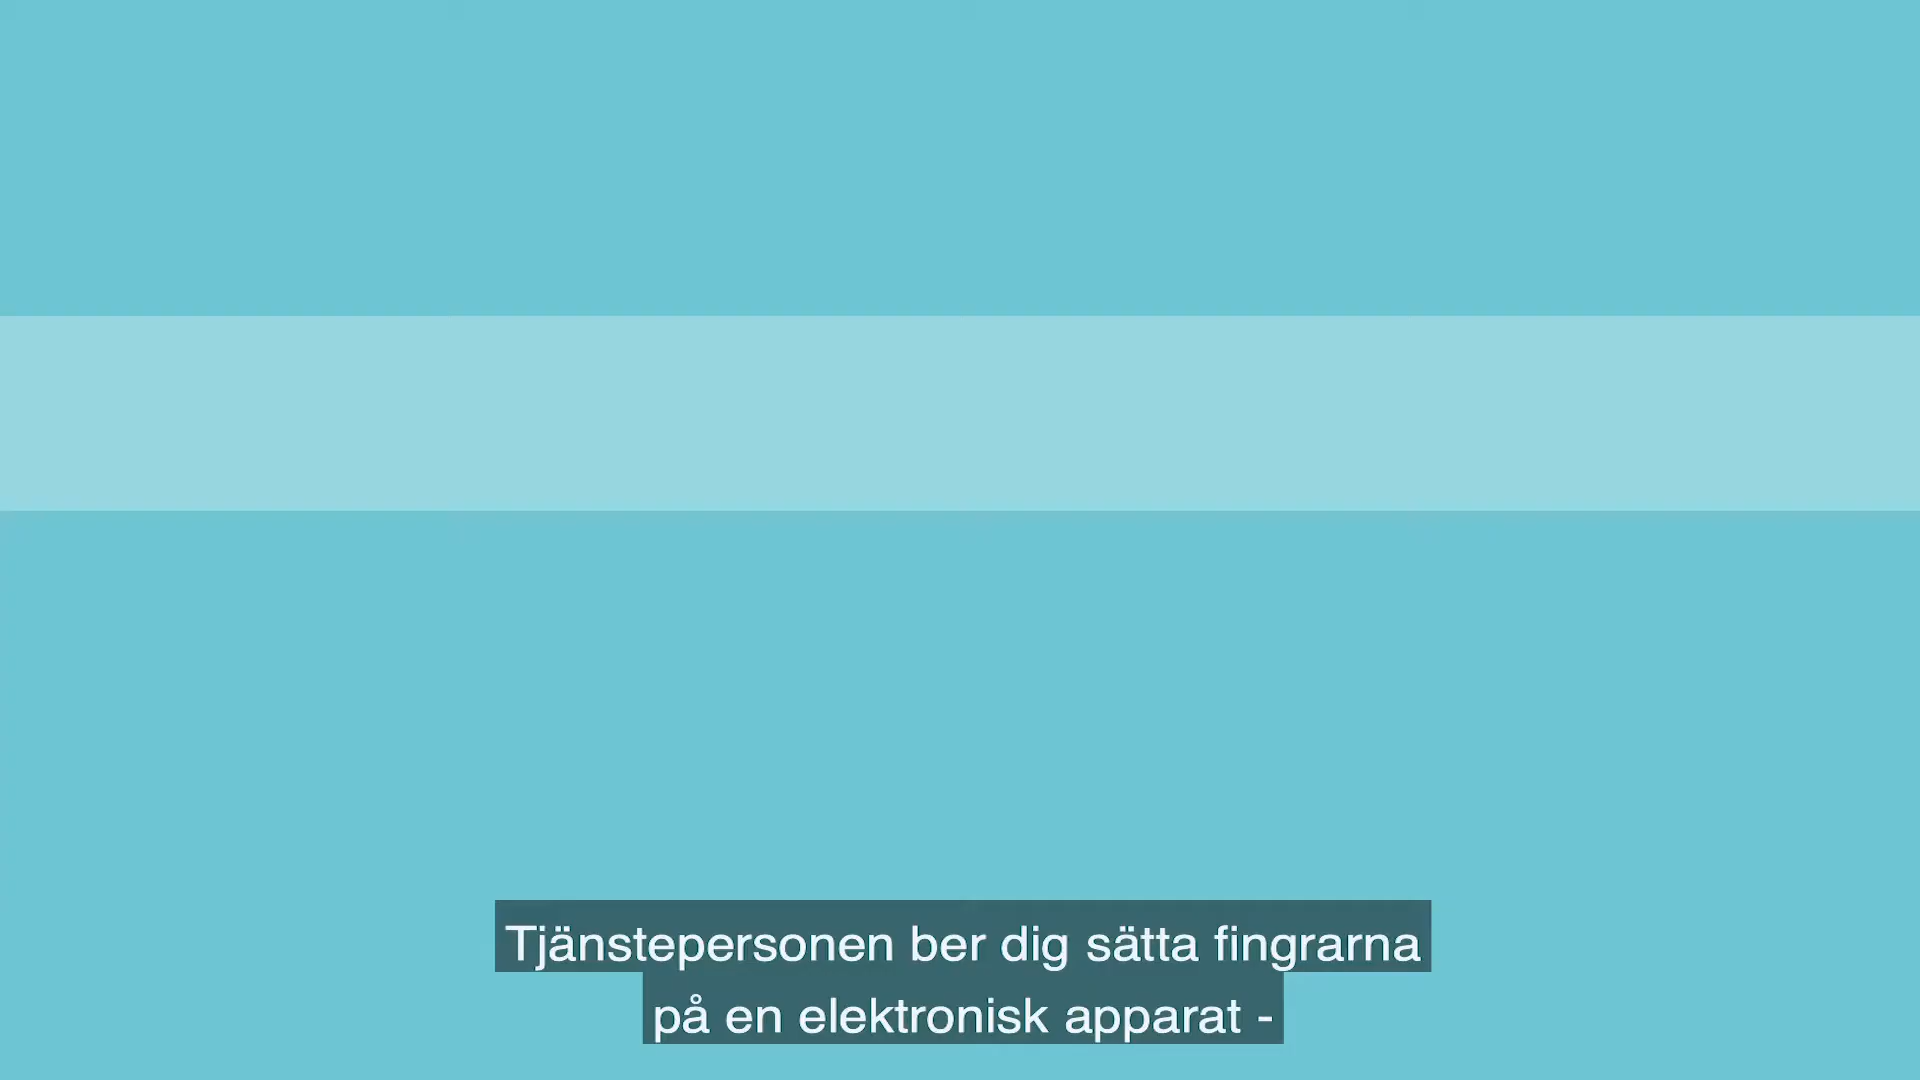 Tjänstepersonen ber dig sätta fingrarna
på en elektronisk apparat -